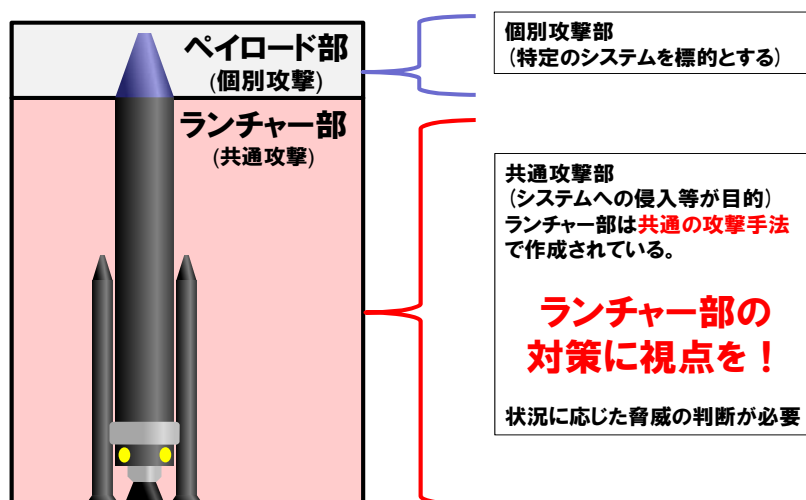 ペイロード部
(個別攻撃)
ランチャー部
(共通攻撃)
個別攻撃部
(特定のシステムを標的とする)
共通攻撃部
(システムへの侵入等が目的)
ランチャー部は共通の攻撃手法
で作成されている。
ランチャー部の
対策に視点を！
状況に応じた脅威の判断が必要